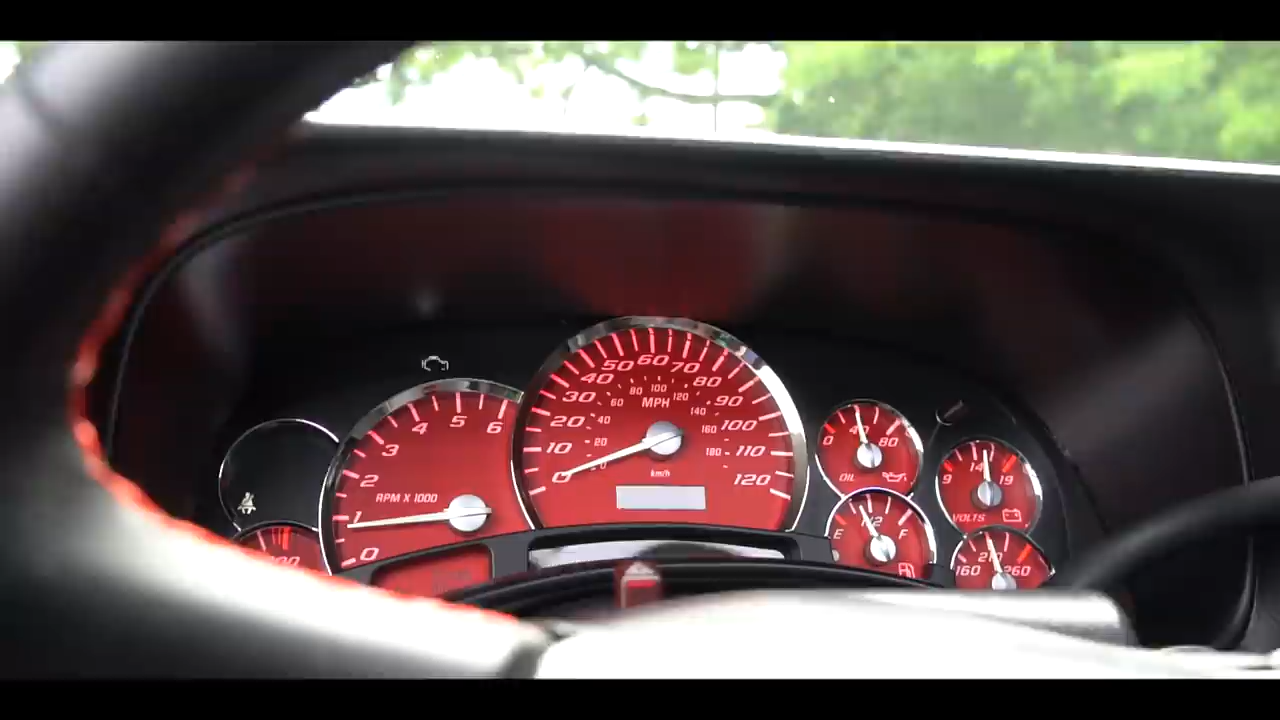 0 1 2 3 4 5 6
RPM X 1000
0 10 20 30 40 50 60 70 80 90 100 110 120
20 40 60 80 100 120 140 160 180
MPH
km/h
0 40 80
OIL
9 14 19
VOLTS
E 1/2 F
160 210 260